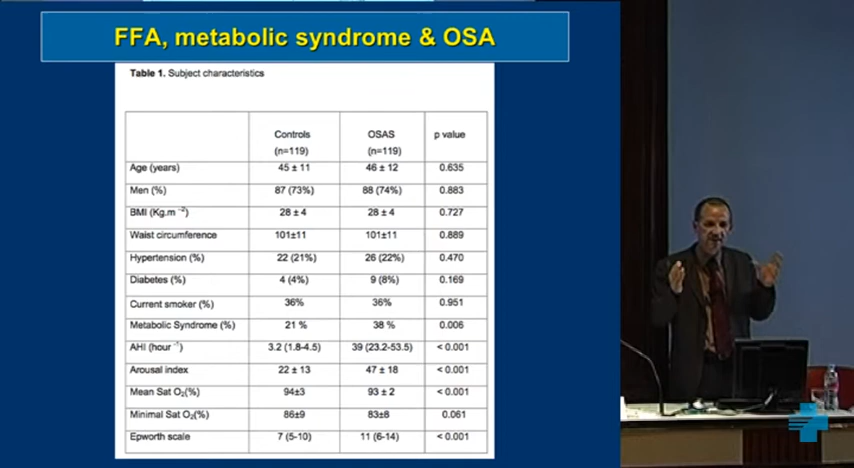 FFA, metabolic syndrome & OSA
Table 1. Subject characteristics
Controls OSAS p value
(n=119) (n=119)
Age (years) 45 ± 11 46 ± 12 0.635
Men (%) 87 (73%) 88 (74%) 0.883
BMI (Kg.m⁻²) 28 ± 4 28 ± 4 0.727
Waist circumference 101±11 101±11 0.889
Hypertension (%) 22 (21%) 26 (22%) 0.470
Diabetes (%) 4 (4%) 9 (8%) 0.169
Current smoker (%) 36% 36% 0.951
Metabolic Syndrome (%) 21 % 38 % 0.006
AHI (hour⁻¹) 3.2 (1.8-4.5) 39 (23.2-53.5) < 0.001
Arousal index 22 ± 13 47 ± 18 < 0.001
Mean Sat O₂(%) 94±3 93 ± 2 < 0.001
Minimal Sat O₂(%) 86±9 83±8 0.061
Epworth scale 7 (5-10) 11 (6-14) < 0.001